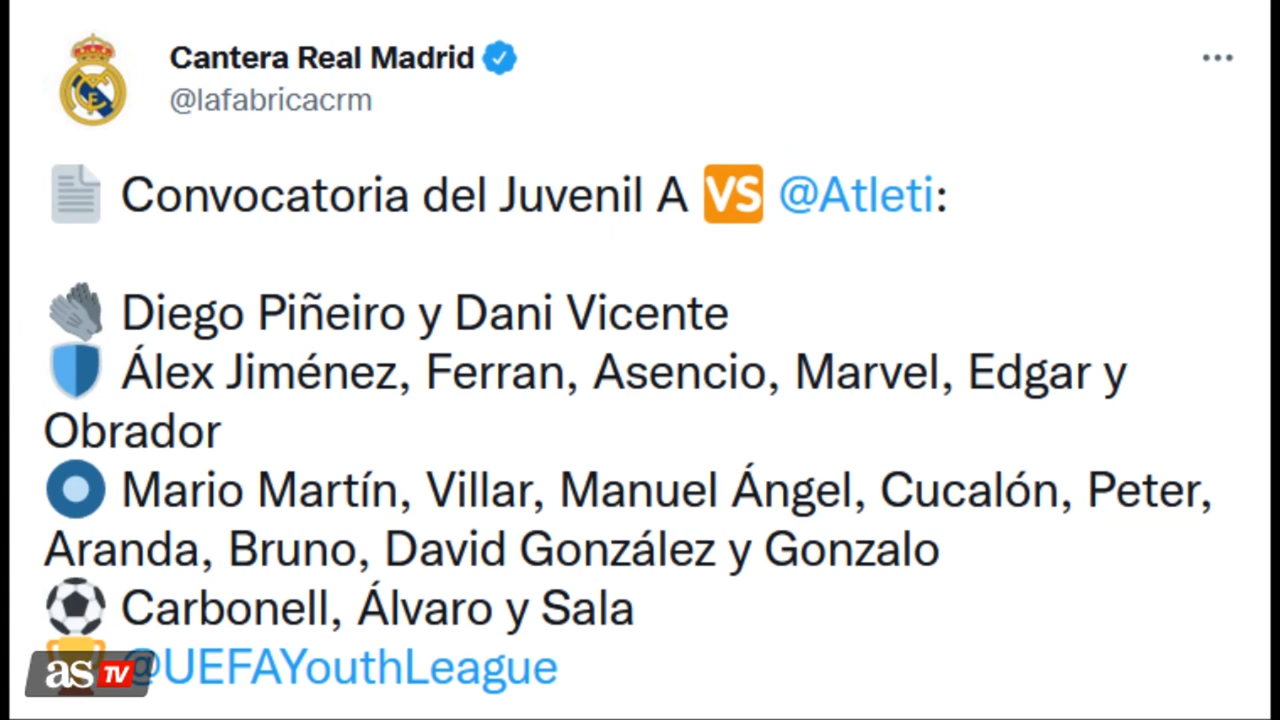 Cantera Real Madrid
@lafabricacrm
Convocatoria del Juvenil A VS @Atleti:
Diego Piñeiro y Dani Vicente
Álex Jiménez, Ferran, Asencio, Marvel, Edgar y
Obrador
Mario Martín, Villar, Manuel Ángel, Cucalón, Peter,
Aranda, Bruno, David González y Gonzalo
Carbonell, Álvaro y Sala
@UEFAYouthLeague
as TV